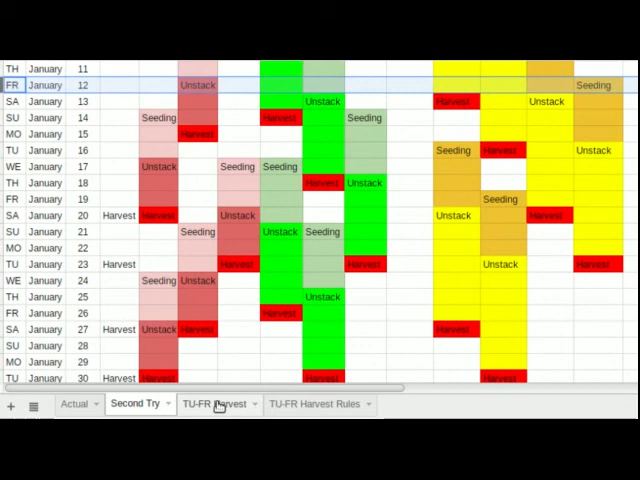 TH January 11
FR January 12 Unstack Seeding
SA January 13 Unstack Harvest Unstack
SU January 14 Seeding Harvest Seeding
MO January 15 Harvest
TU January 16 Seeding Harvest Unstack
WE January 17 Unstack Seeding Seeding
TH January 18 Harvest Unstack
FR January 19 Seeding
SA January 20 Harvest Harvest Unstack Unstack Harvest
SU January 21 Seeding Unstack Seeding
MO January 22
TU January 23 Harvest Harvest Harvest Unstack Harvest
WE January 24 Seeding Unstack
TH January 25 Unstack
FR January 26 Harvest
SA January 27 Harvest Unstack Harvest Harvest
SU January 28
MO January 29
TU January 30 Harvest Harvest Harvest Harvest
Actual Second Try TU-FR Harvest TU-FR Harvest Rules